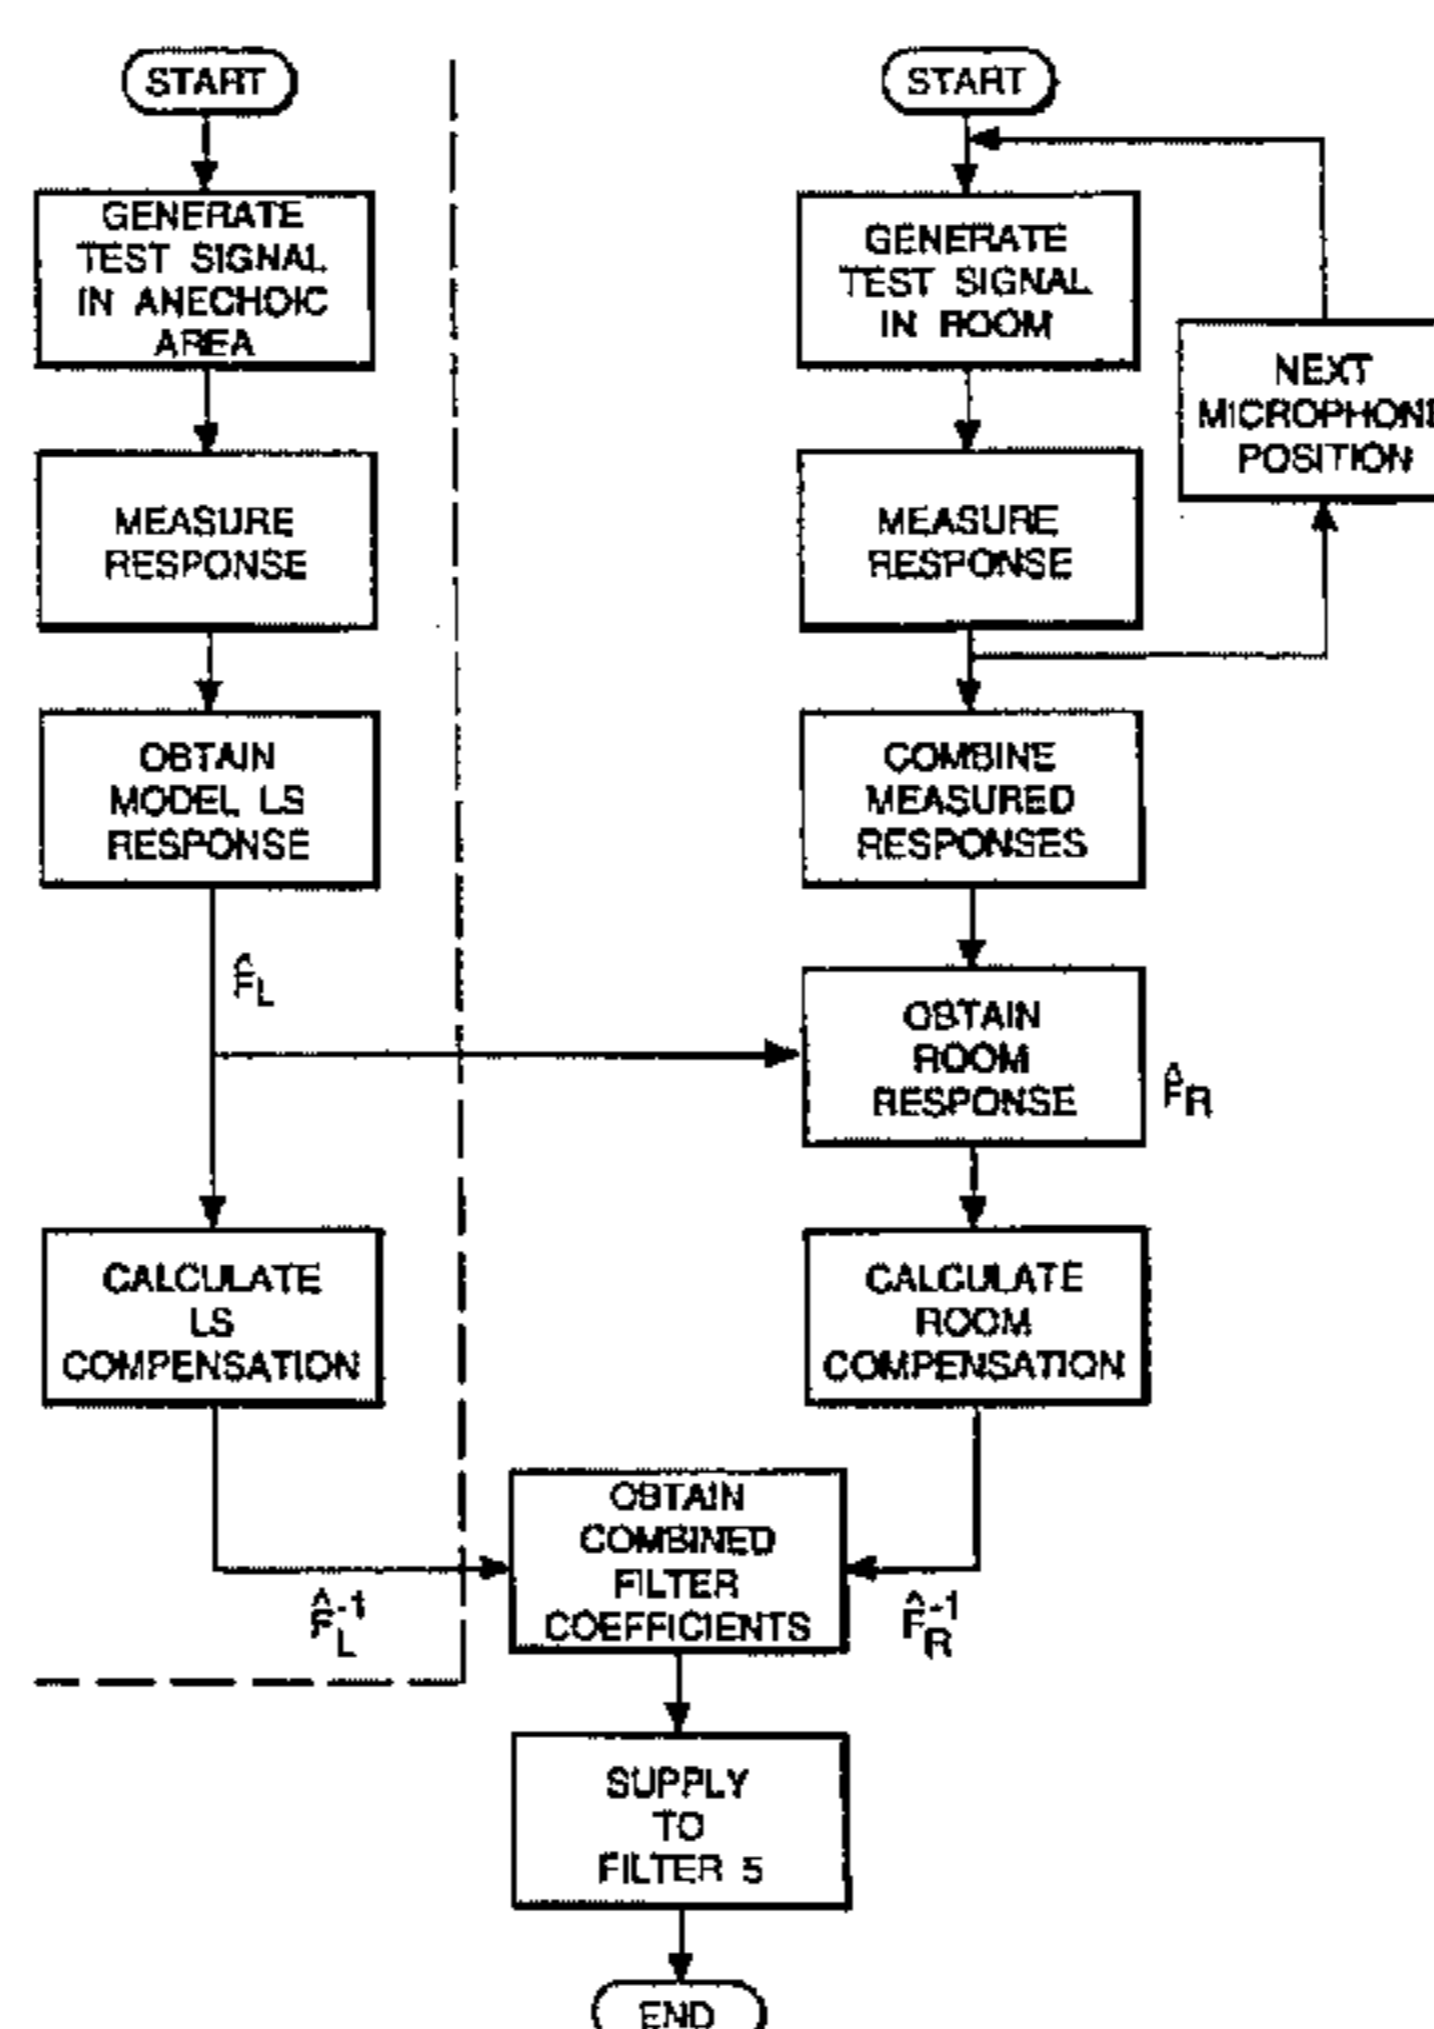 START
GENERATE
TEST SIGNAL
IN ANECHOIC
AREA
MEASURE
RESPONSE
OBTAIN
MODEL LS
RESPONSE
F̂L
CALCULATE
LS
COMPENSATION
F̂L-1
START
GENERATE
TEST SIGNAL
IN ROOM
NEXT
MICROPHONE
POSITION
MEASURE
RESPONSE
COMBINE
MEASURED
RESPONSES
OBTAIN
ROOM
RESPONSE
F̂R
CALCULATE
ROOM
COMPENSATION
F̂R-1
OBTAIN
COMBINED
FILTER
COEFFICIENTS
SUPPLY
TO
FILTER 5
END